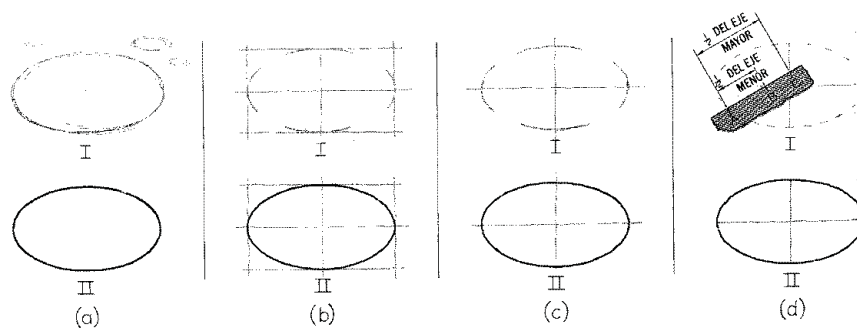 ½ DEL EJE
MAYOR
½ DEL EJE
MENOR
I
I
I
I
II
II
II
II
(a)
(b)
(c)
(d)